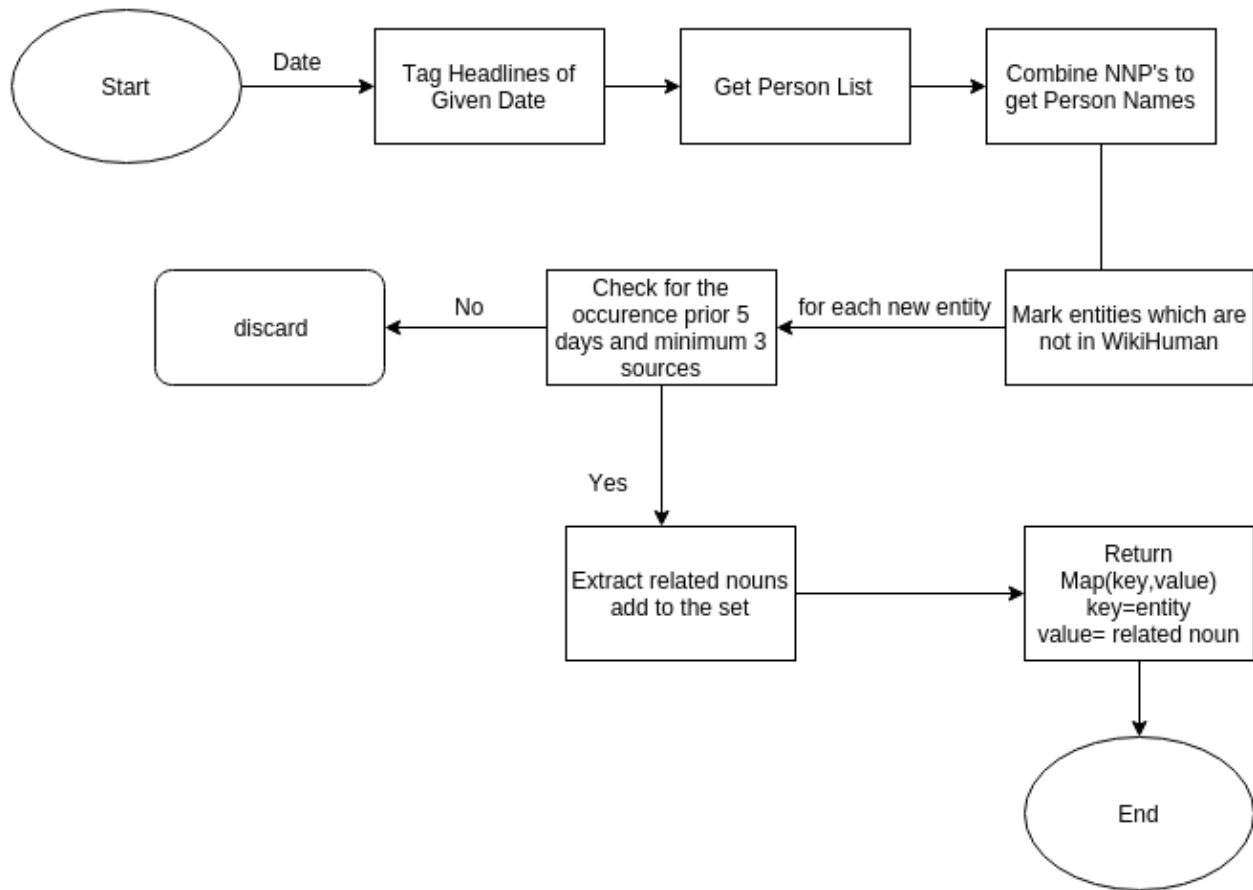 Start
Date
Tag Headlines of
Given Date
Get Person List
Combine NNP's to
get Person Names
Mark entities which are
not in WikiHuman
for each new entity
Check for the
occurence prior 5
days and minimum 3
sources
No
discard
Yes
Extract related nouns
add to the set
Return
Map(key,value)
key=entity
value= related noun
End